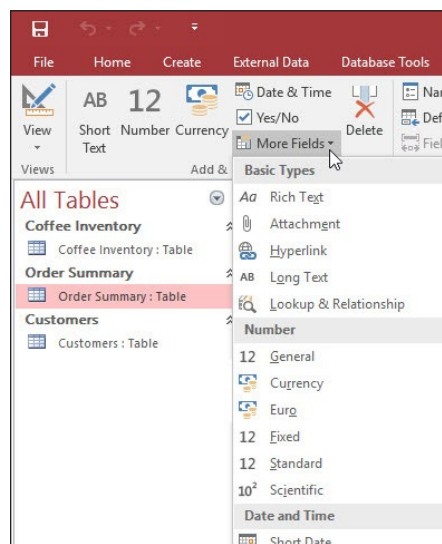 File Home Create External Data Database Tools
View
Short Text
AB
12
Number
Currency
Date & Time
Yes/No
More Fields
Delete
Views
Add &
All Tables
Coffee Inventory
Coffee Inventory : Table
Order Summary
Order Summary : Table
Customers
Customers : Table
Basic Types
Aa Rich Text
Attachment
Hyperlink
AB Long Text
Lookup & Relationship
Number
12 General
Currency
Euro
12 Fixed
12 Standard
10² Scientific
Date and Time
Short Date